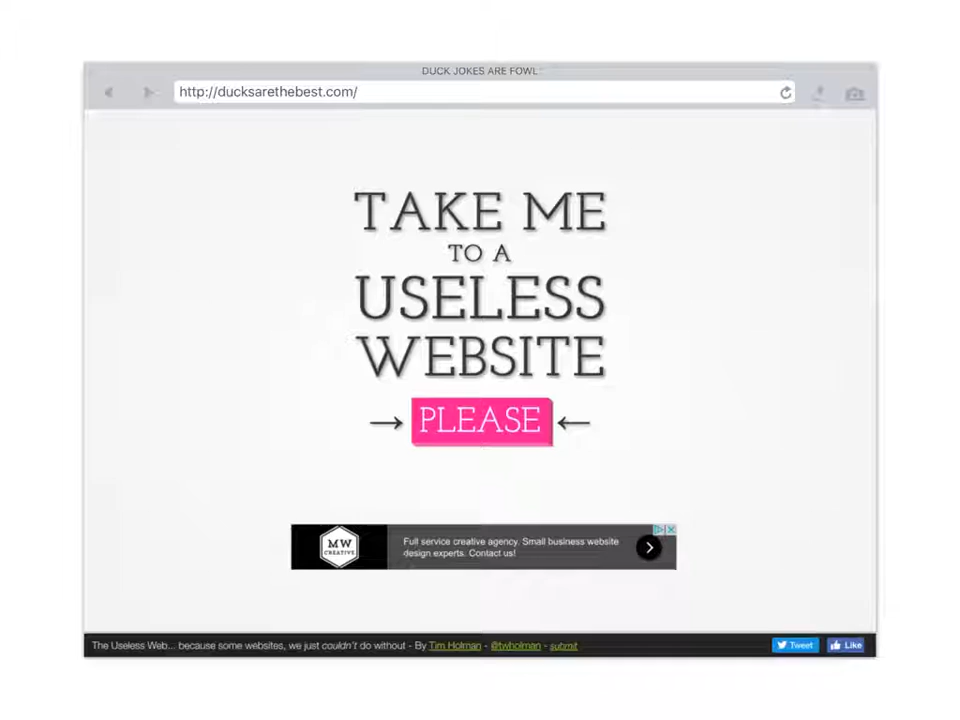 DUCK JOKES ARE FOWL
http://ducksarethebest.com/
TAKE ME
TO A
USELESS
WEBSITE
→ PLEASE ←
MW
CREATIVE
Full service creative agency. Small business website
design experts. Contact us!
The Useless Web... because some websites, we just couldn't do without - By Tim Holman - @twholman - submit
Tweet
Like